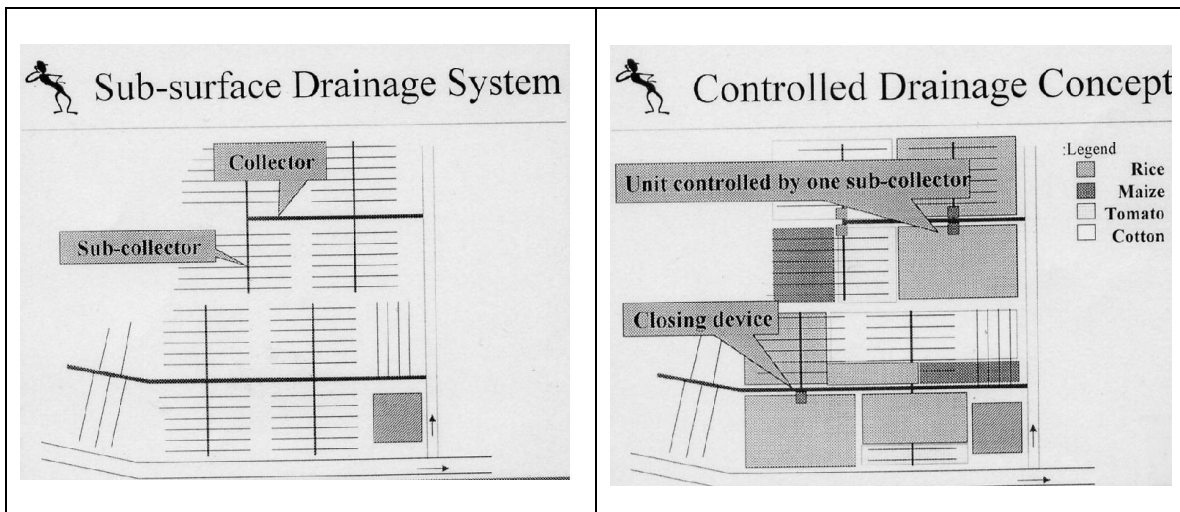 Sub-surface Drainage System
Collector
Sub-collector
Controlled Drainage Concept
:Legend
Rice
Maize
Tomato
Cotton
Unit controlled by one sub-collector
Closing device